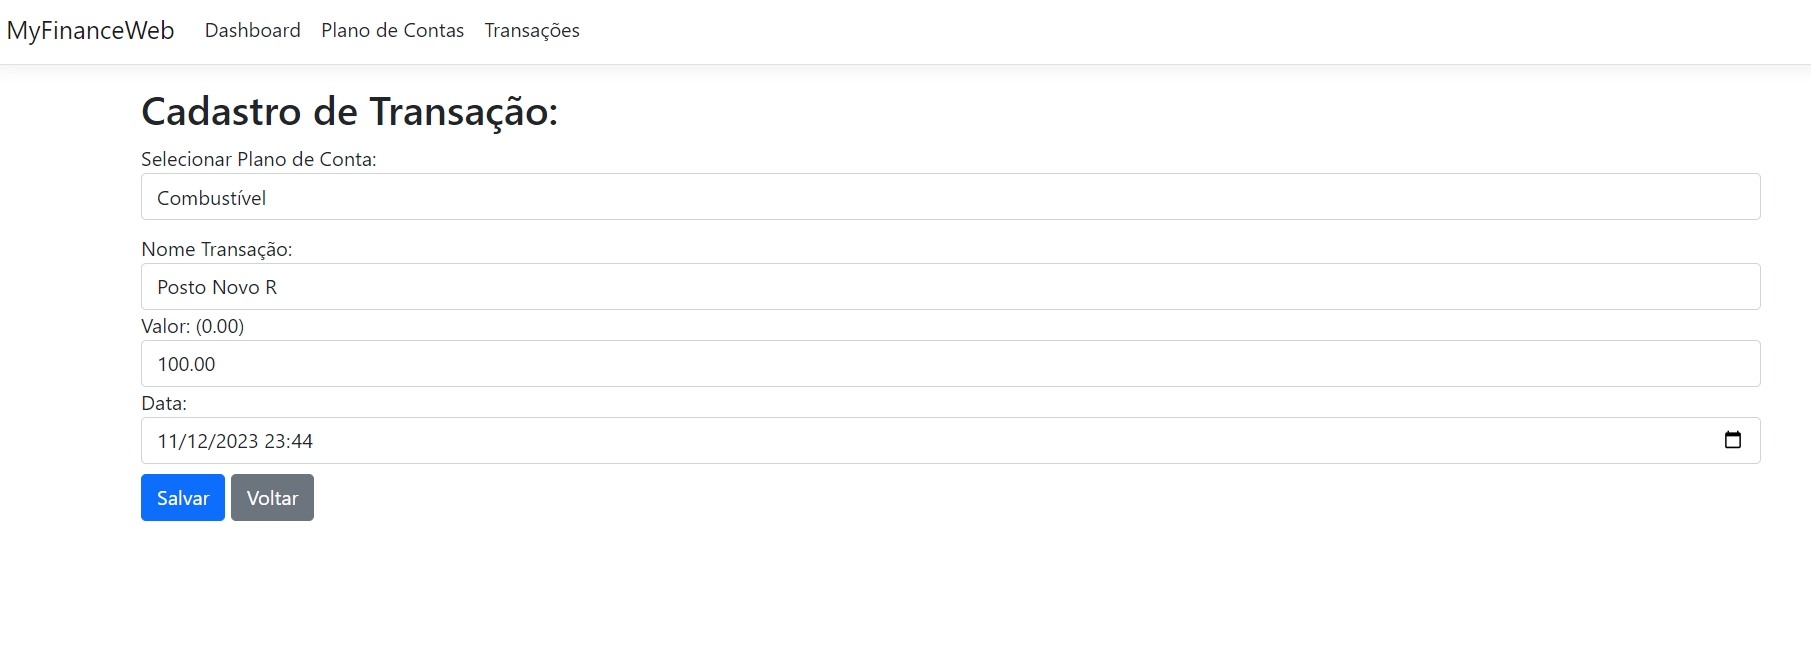 MyFinanceWeb Dashboard Plano de Contas Transações
Cadastro de Transação:
Selecionar Plano de Conta:
Combustível
Nome Transação:
Posto Novo R
Valor: (0.00)
100.00
Data:
11/12/2023 23:44
Salvar Voltar